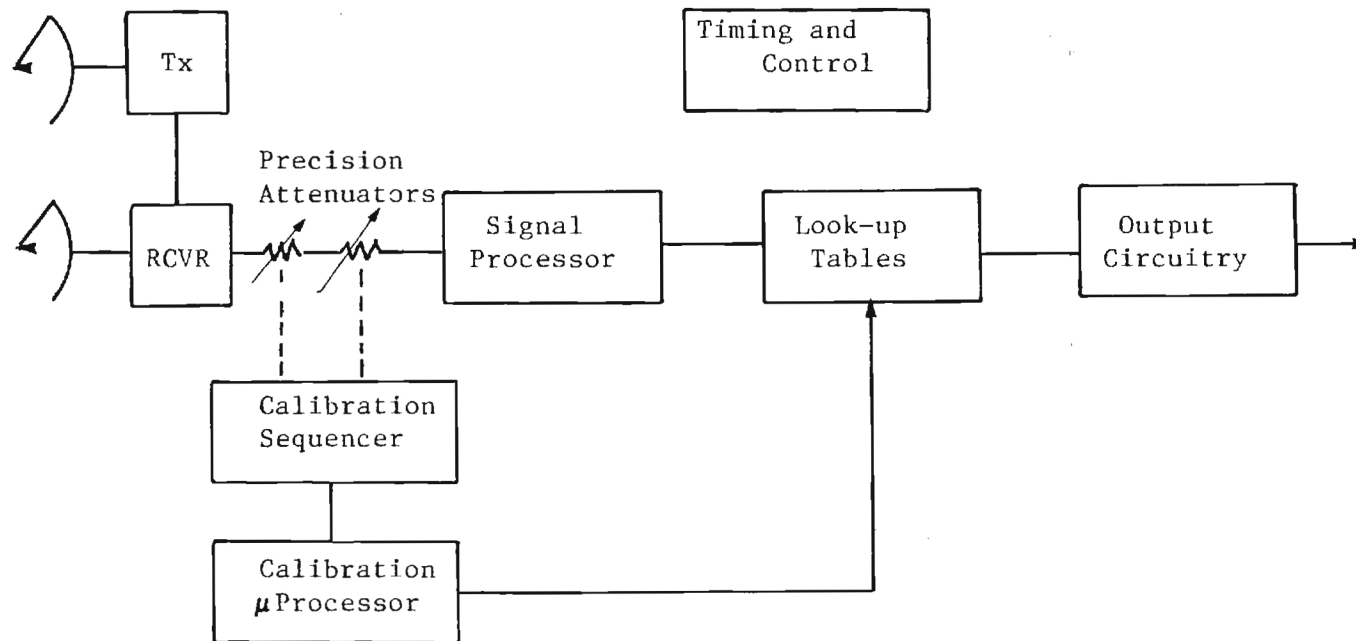 Tx
Timing and
Control
Precision
Attenuators
RCVR
Signal
Processor
Look-up
Tables
Output
Circuitry
Calibration
Sequencer
Calibration
μProcessor